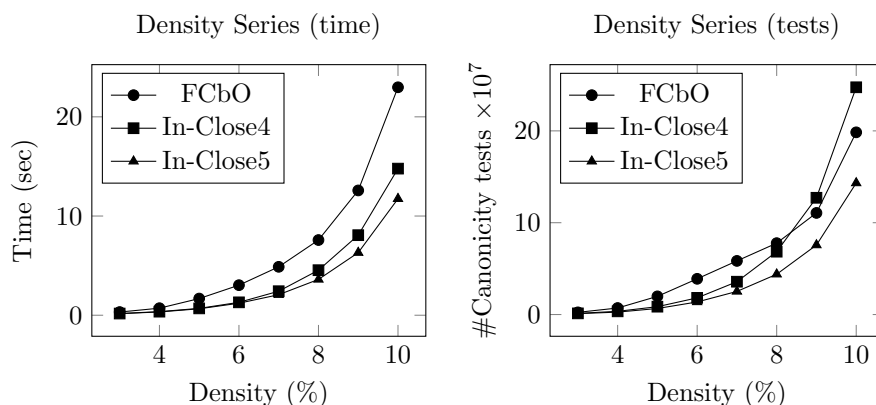 Density Series (time)
FCbO
In-Close4
In-Close5
Time (sec)
20
10
0
4 6 8 10
Density (%)
Density Series (tests)
FCbO
In-Close4
In-Close5
#Canonicity tests ×10^7
20
10
0
4 6 8 10
Density (%)